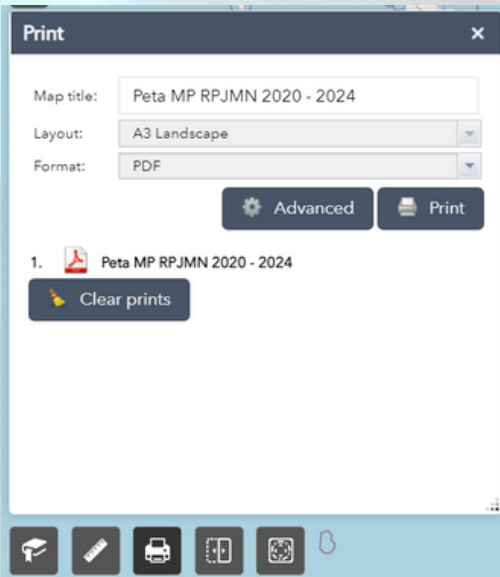 Print
Map title: Peta MP RPJMN 2020 - 2024
Layout: A3 Landscape
Format: PDF
Advanced Print
1. Peta MP RPJMN 2020 - 2024
Clear prints